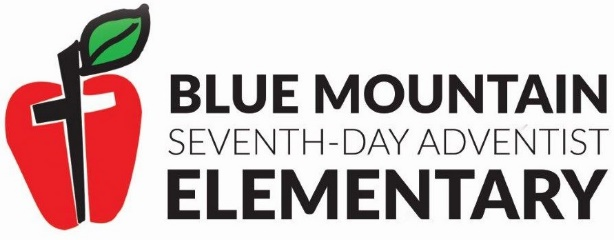 BLUE MOUNTAIN
SEVENTH-DAY ADVENTIST
ELEMENTARY